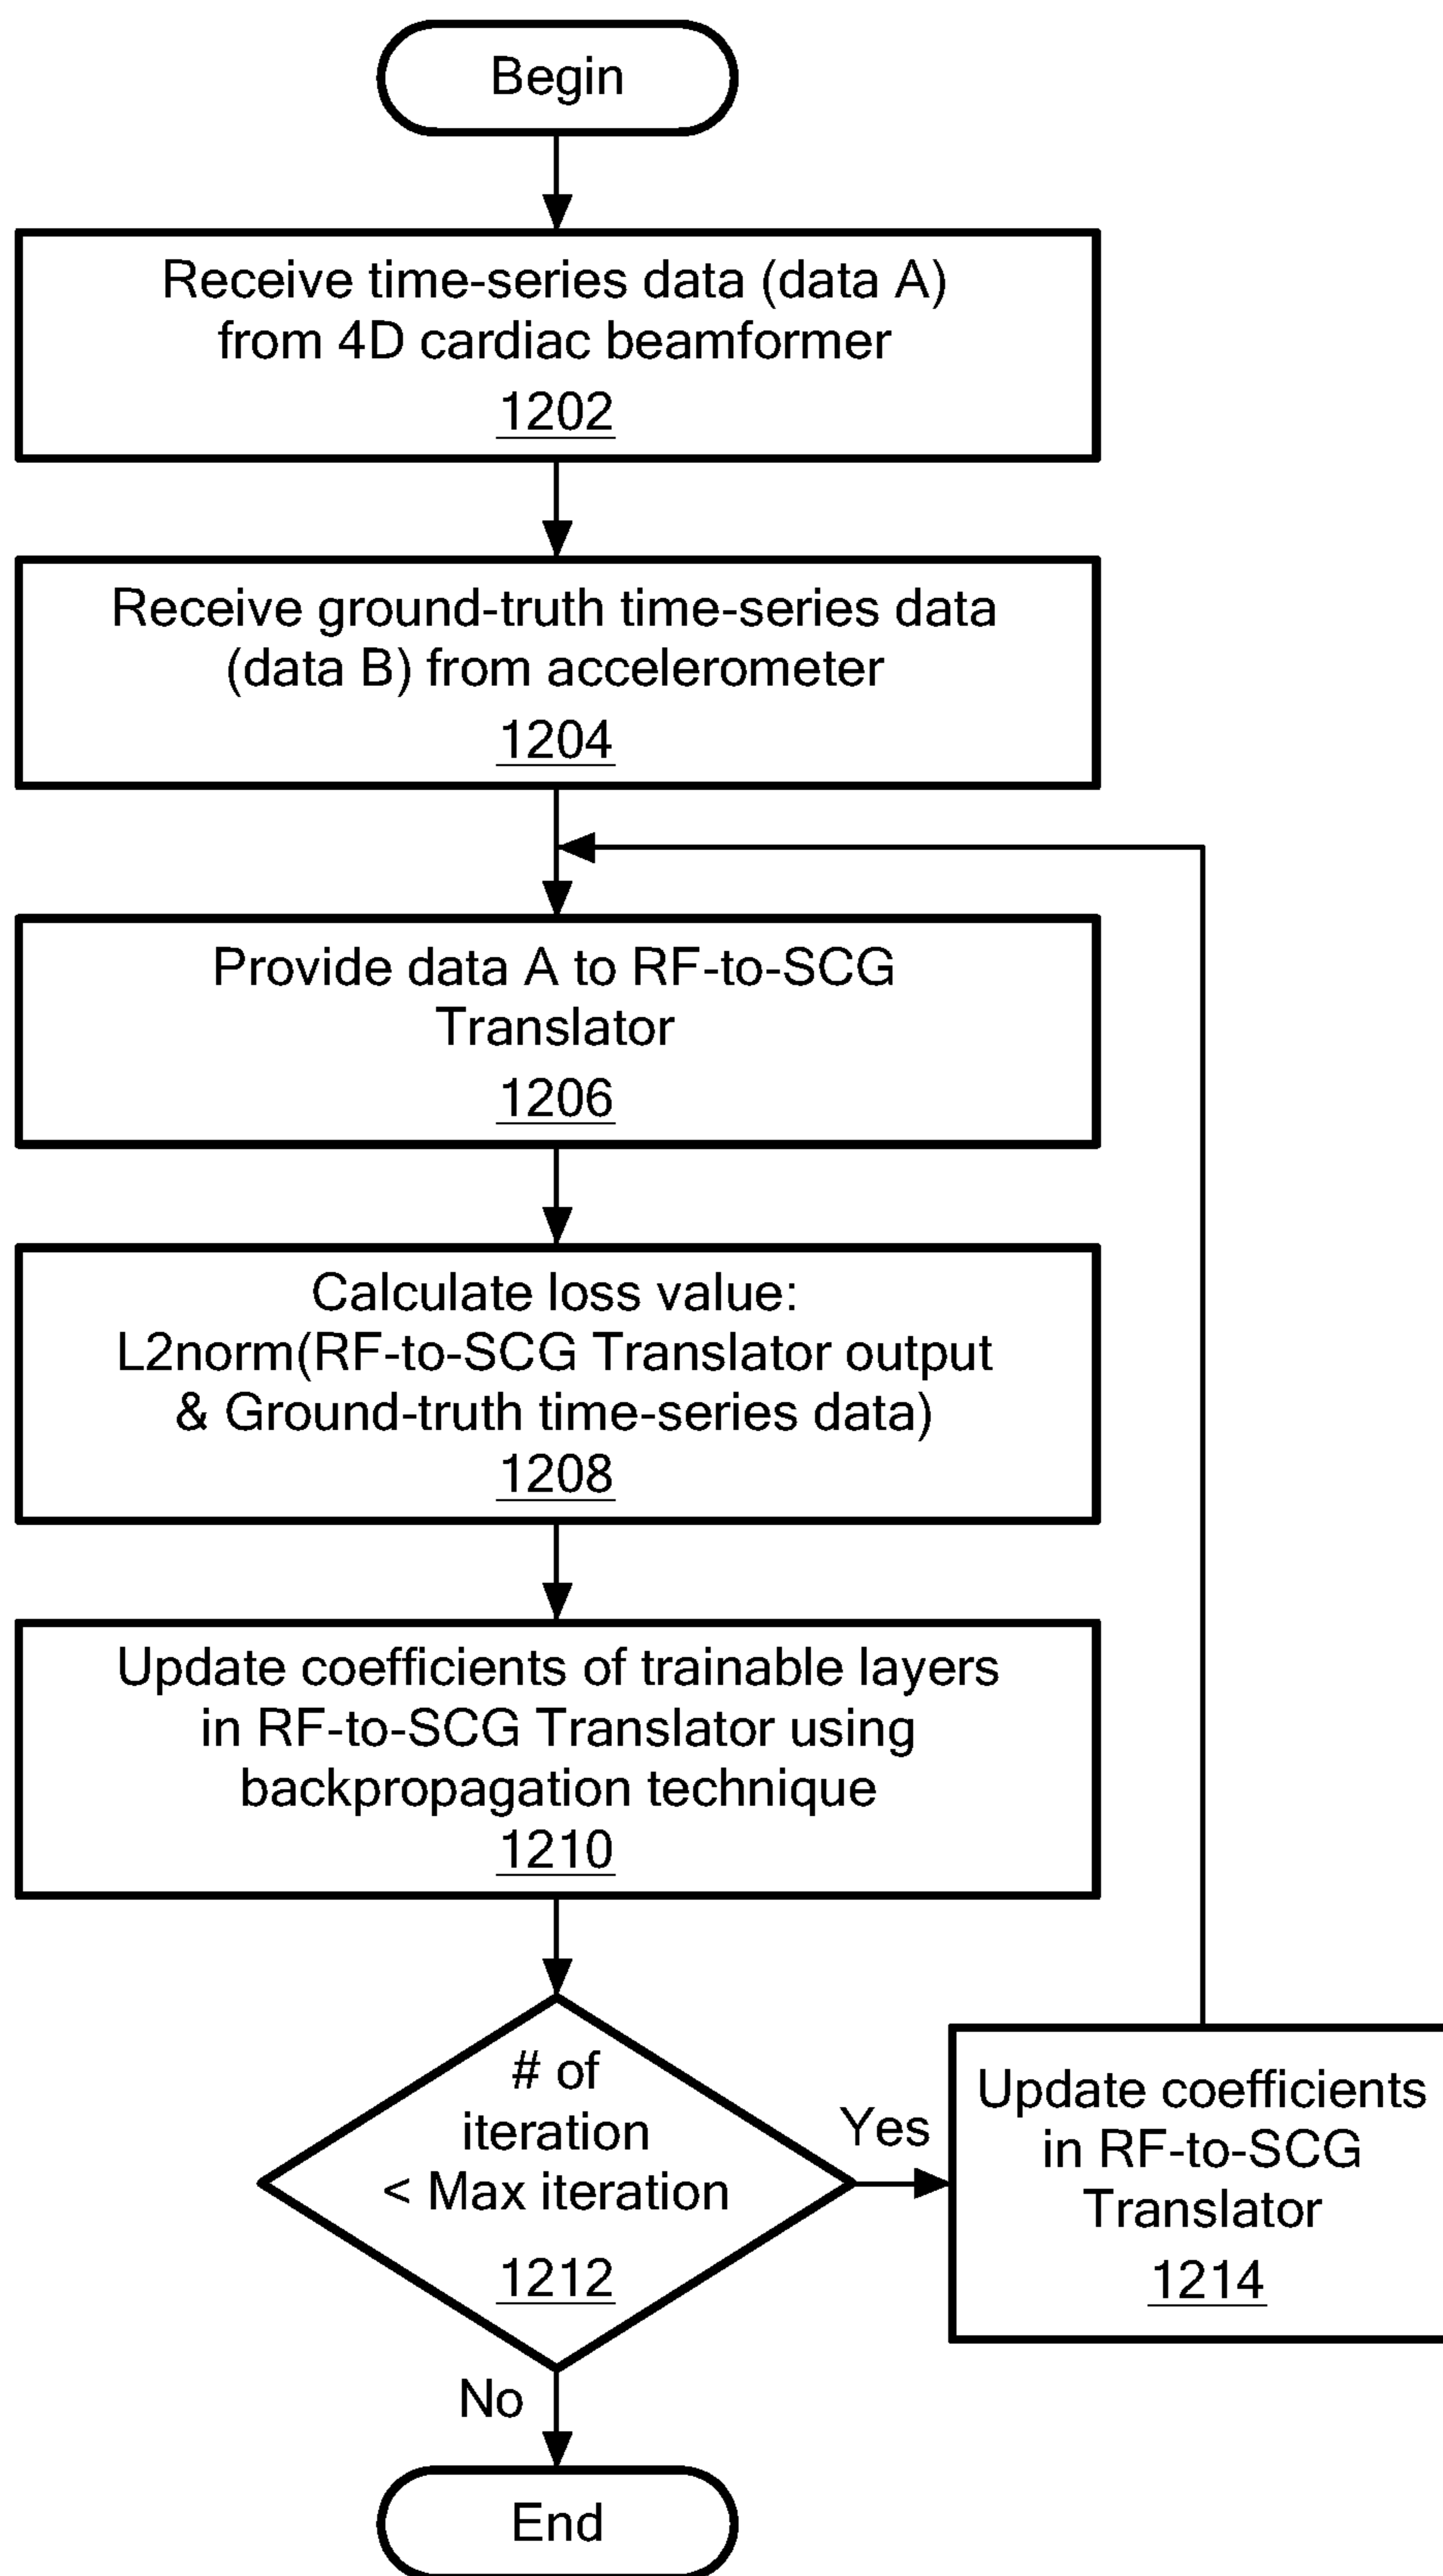 Begin
Receive time-series data (data A)
from 4D cardiac beamformer
1202
Receive ground-truth time-series data
(data B) from accelerometer
1204
Provide data A to RF-to-SCG
Translator
1206
Calculate loss value:
L2norm(RF-to-SCG Translator output
& Ground-truth time-series data)
1208
Update coefficients of trainable layers
in RF-to-SCG Translator using
backpropagation technique
1210
# of
iteration
< Max iteration
1212
Yes
Update coefficients
in RF-to-SCG
Translator
1214
No
End